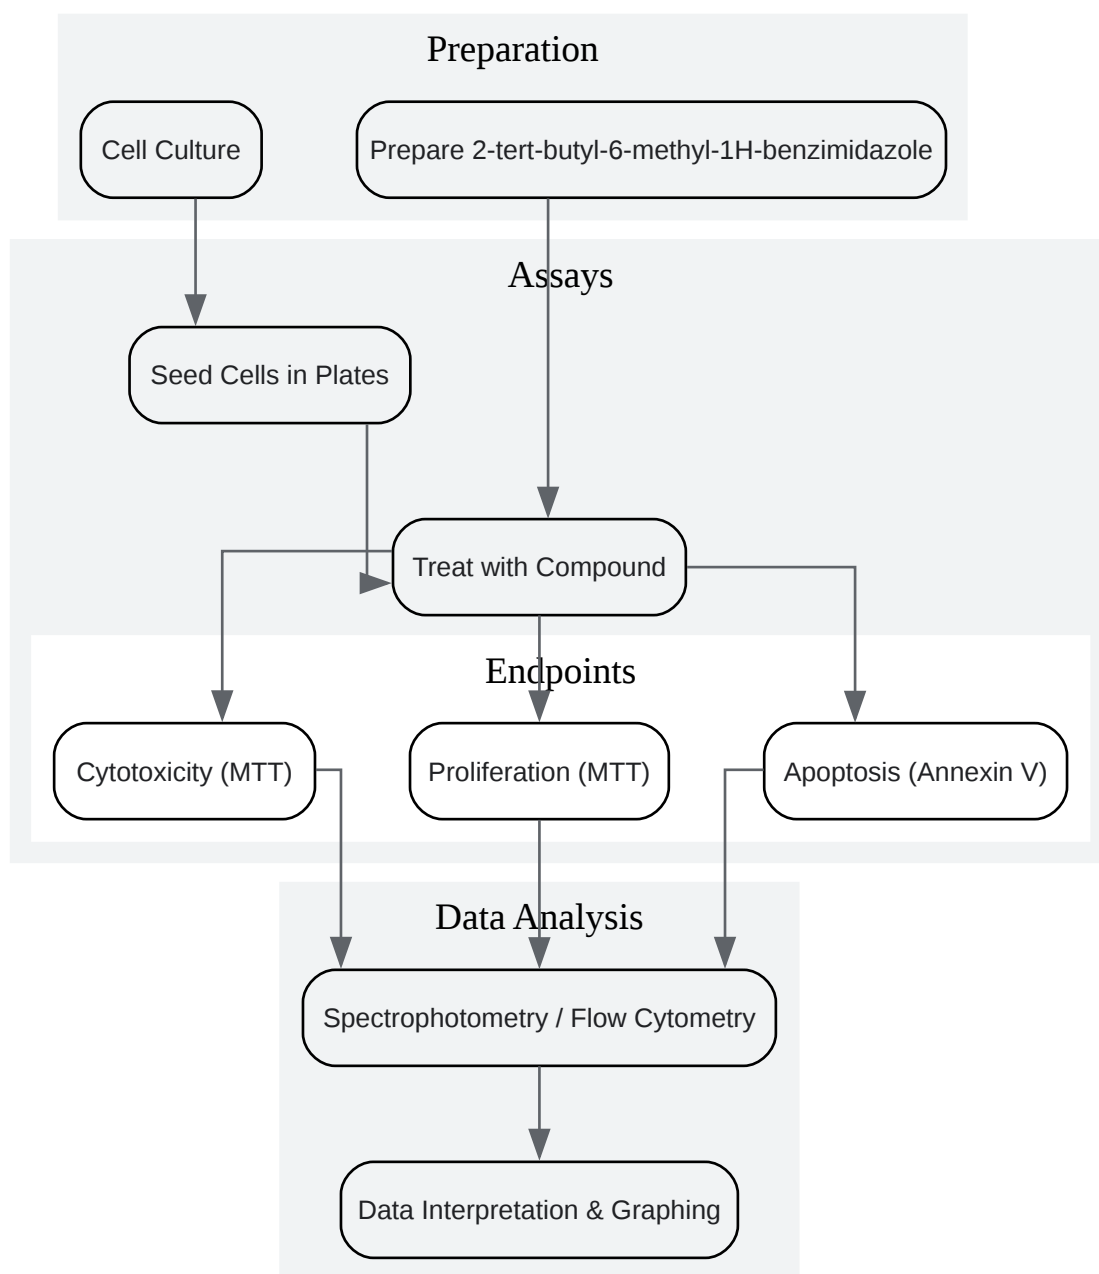 Preparation
Cell Culture
Prepare 2-tert-butyl-6-methyl-1H-benzimidazole
Assays
Seed Cells in Plates
Treat with Compound
Endpoints
Cytotoxicity (MTT)
Proliferation (MTT)
Apoptosis (Annexin V)
Data Analysis
Spectrophotometry / Flow Cytometry
Data Interpretation & Graphing